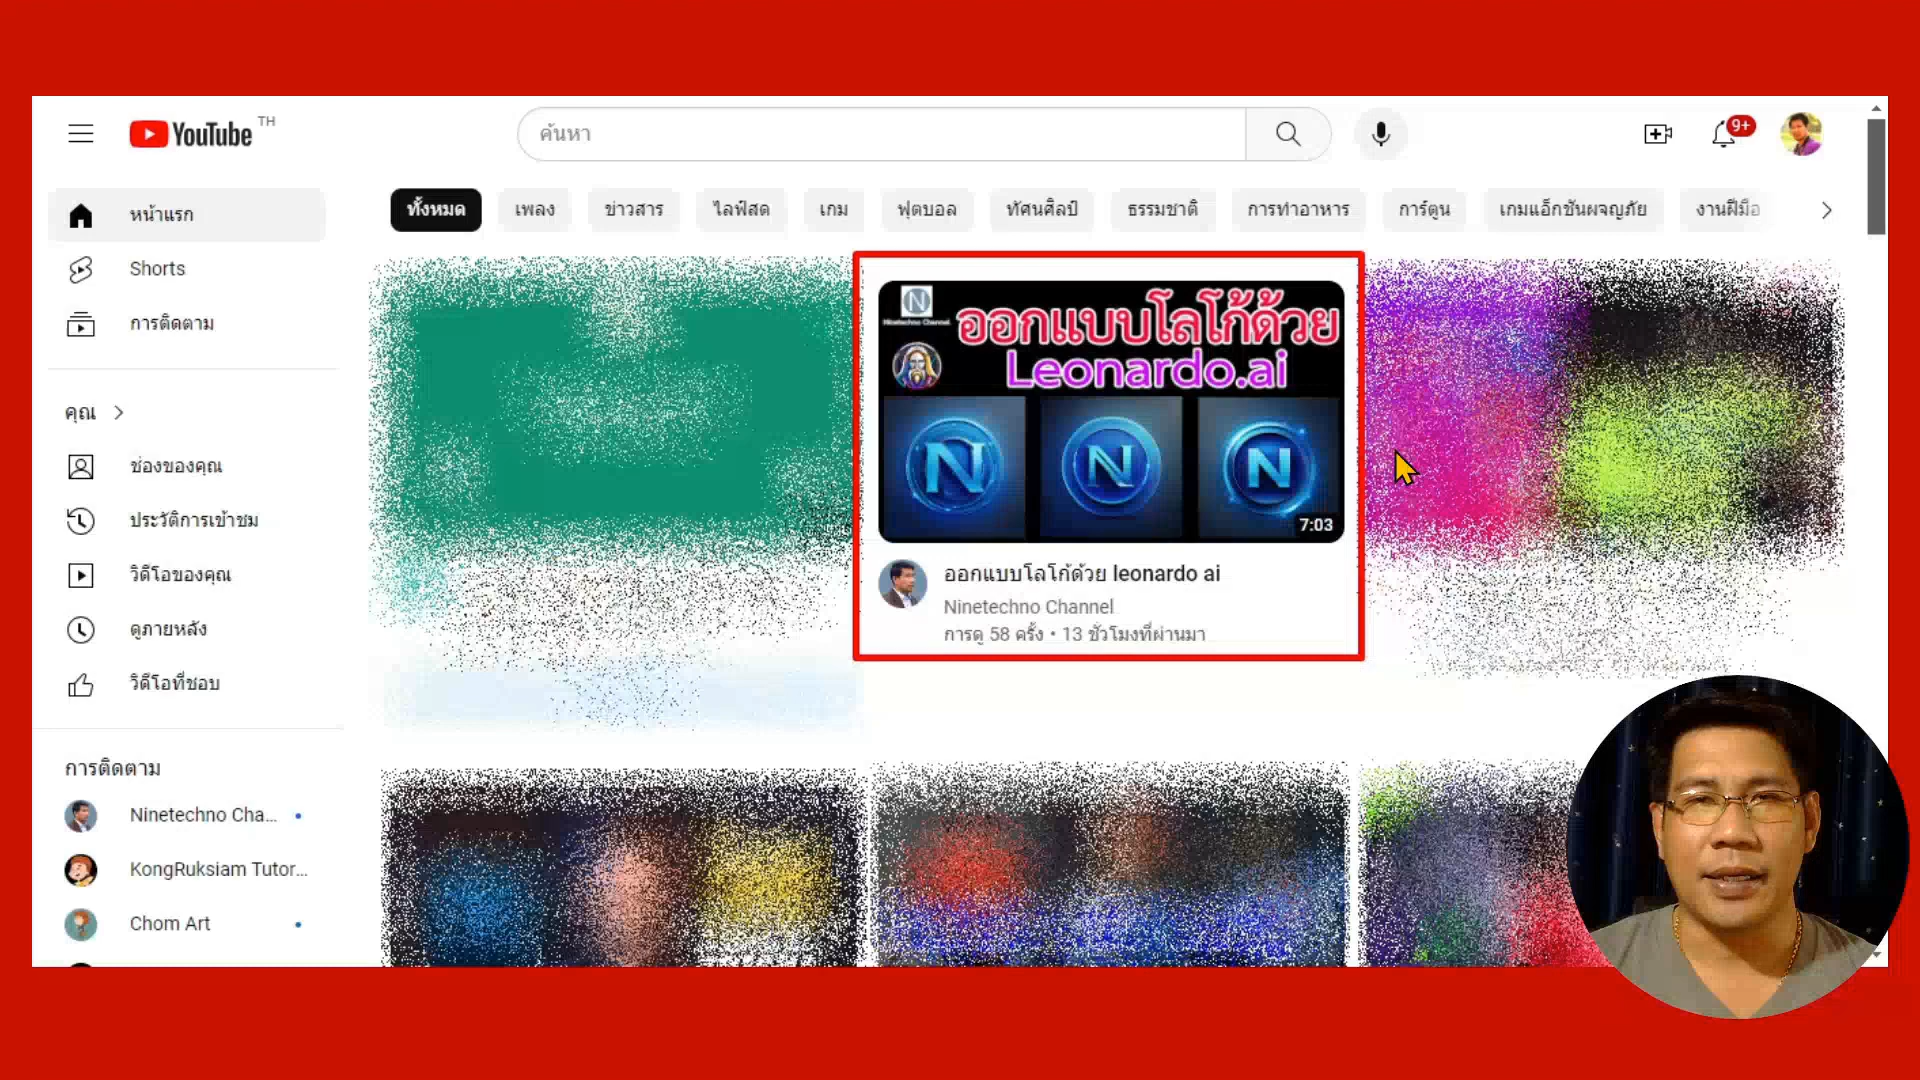 YouTube TH
ค้นหา
9+
หน้าแรก
Shorts
การติดตาม
คุณ
ช่องของคุณ
ประวัติการเข้าชม
วิดีโอของคุณ
ดูภายหลัง
วิดีโอที่ชอบ
การติดตาม
Ninetechno Cha...
KongRuksiam Tutor...
Chom Art
ทั้งหมด เพลง ข่าวสาร ไลฟ์สด เกม ฟุตบอล ทัศนศิลป์ ธรรมชาติ การทำอาหาร การ์ตูน เกมแอ็กชันผจญภัย งานฝีมือ
N
Ninetechno Channel
ออกแบบโลโก้ด้วย
Leonardo.ai
N N N
7:03
ออกแบบโลโก้ด้วย leonardo ai
Ninetechno Channel
การดู 58 ครั้ง • 13 ชั่วโมงที่ผ่านมา